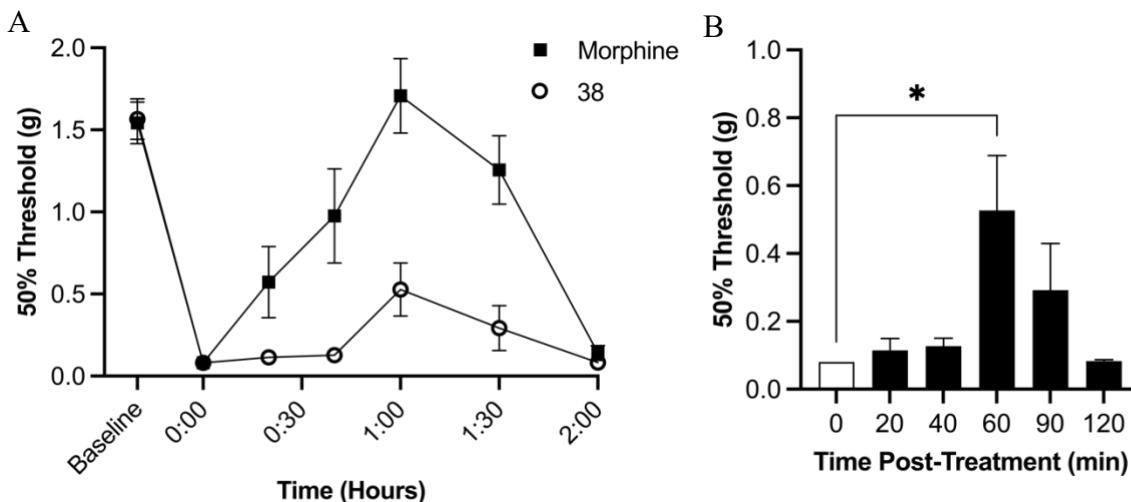 A
50% Threshold (g)
2.0
1.5
1.0
0.5
0.0
Morphine
38
Baseline
0:00
0:30
1:00
1:30
2:00
Time (Hours)
B
50% Threshold (g)
1.0
0.8
0.6
0.4
0.2
0.0
*
0 20 40 60 90 120
Time Post-Treatment (min)